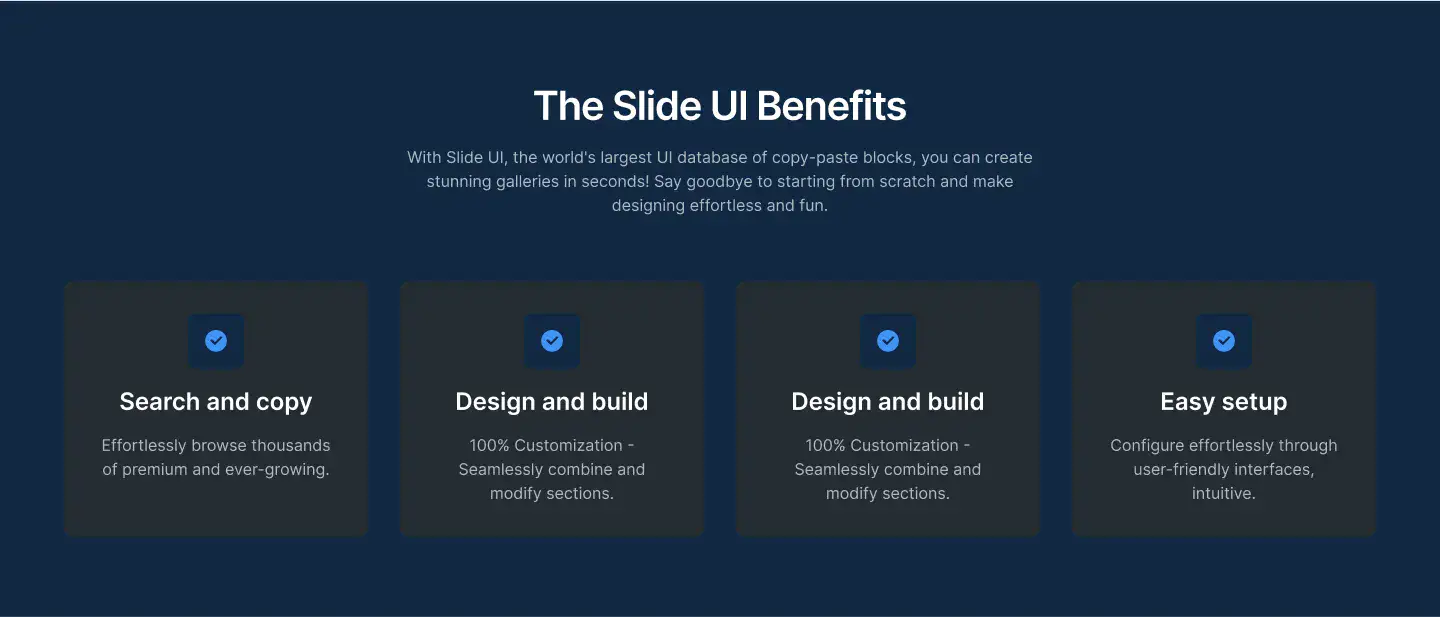 The Slide UI Benefits
With Slide UI, the world's largest UI database of copy-paste blocks, you can create
stunning galleries in seconds! Say goodbye to starting from scratch and make
designing effortless and fun.
Search and copy
Effortlessly browse thousands
of premium and ever-growing.
Design and build
100% Customization -
Seamlessly combine and
modify sections.
Design and build
100% Customization -
Seamlessly combine and
modify sections.
Easy setup
Configure effortlessly through
user-friendly interfaces,
intuitive.